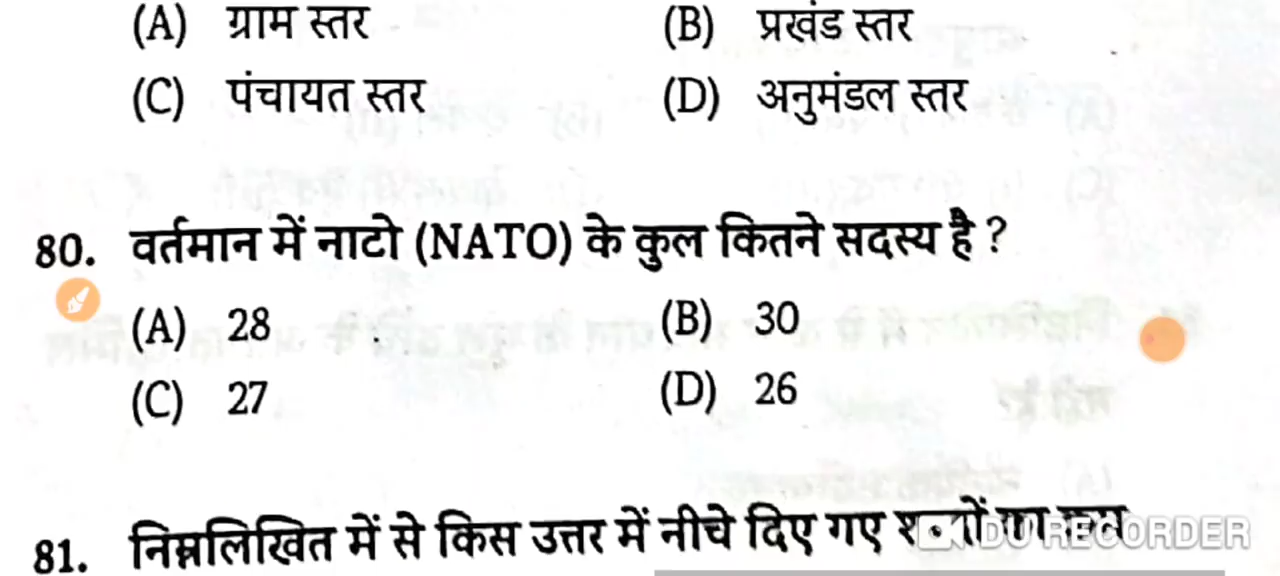 (A) ग्राम स्तर (B) प्रखंड स्तर
(C) पंचायत स्तर (D) अनुमंडल स्तर
80. वर्तमान में नाटो (NATO) के कुल कितने सदस्य है ?
(A) 28 (B) 30
(C) 27 (D) 26
81. निम्नलिखित में से किस उत्तर में नीचे दिए गए
DU RECORDER